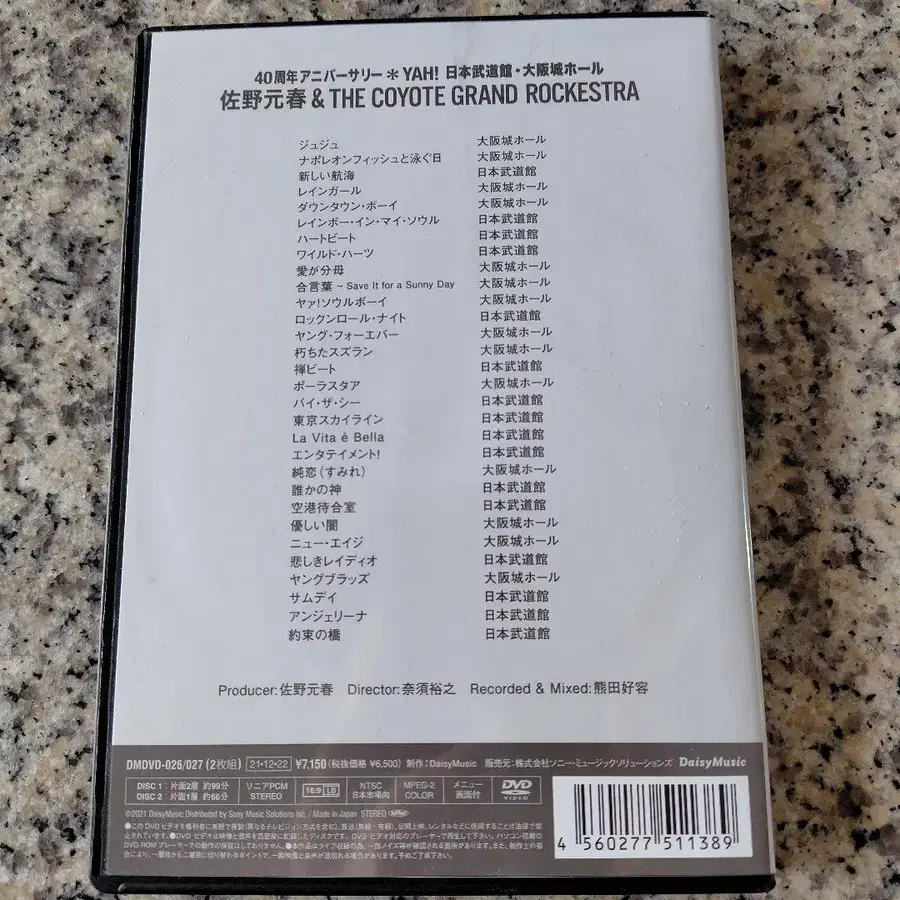 40周年アニバーサリー＊YAH! 日本武道館・大阪城ホール
佐野元春 & THE COYOTE GRAND ROCKESTRA
ジュジュ 大阪城ホール
ナポレオンフィッシュと泳ぐ日 大阪城ホール
新しい航海 日本武道館
レインガール 大阪城ホール
ダウンタウン・ボーイ 大阪城ホール
レインボー・イン・マイ・ソウル 日本武道館
ハートビート 日本武道館
ワイルド・ハーツ 日本武道館
愛が分母 大阪城ホール
合言葉 – Save It for a Sunny Day 大阪城ホール
ヤァ!ソウルボーイ 大阪城ホール
ロックンロール・ナイト 日本武道館
ヤング・フォーエバー 大阪城ホール
朽ちたスズラン 大阪城ホール
禅ビート 日本武道館
ポーラスタア 大阪城ホール
バイ・ザ・シー 日本武道館
東京スカイライン 日本武道館
La Vita è Bella 日本武道館
エンタテイメント! 日本武道館
純恋 (すみれ) 大阪城ホール
誰かの神 日本武道館
空港待合室 日本武道館
優しい闇 大阪城ホール
ニュー・エイジ 大阪城ホール
悲しきレイディオ 日本武道館
ヤングブラッズ 大阪城ホール
サムデイ 日本武道館
アンジェリーナ 日本武道館
約束の橋 日本武道館
Producer:佐野元春 Director:奈須裕之 Recorded & Mixed:熊田好容
DMDVD-026/027 (2枚組) 21・12・22 ¥7,150(税抜価格 ¥6,500) 制作:DaisyMusic 販売元:株式会社ソニー・ミュージックソリューションズ DaisyMusic
DISC 1 : 片面2層 約99分
DISC 2 : 片面1層 約66分
リニアPCM
STEREO
16:9 LB
NTSC
日本市場向
MPEG-2
COLOR
メニュー
画面付
DVD
VIDEO
©2021 DaisyMusic Distributed by Sony Music Solutions Inc. / Made in Japan STEREO
4 560277 511389